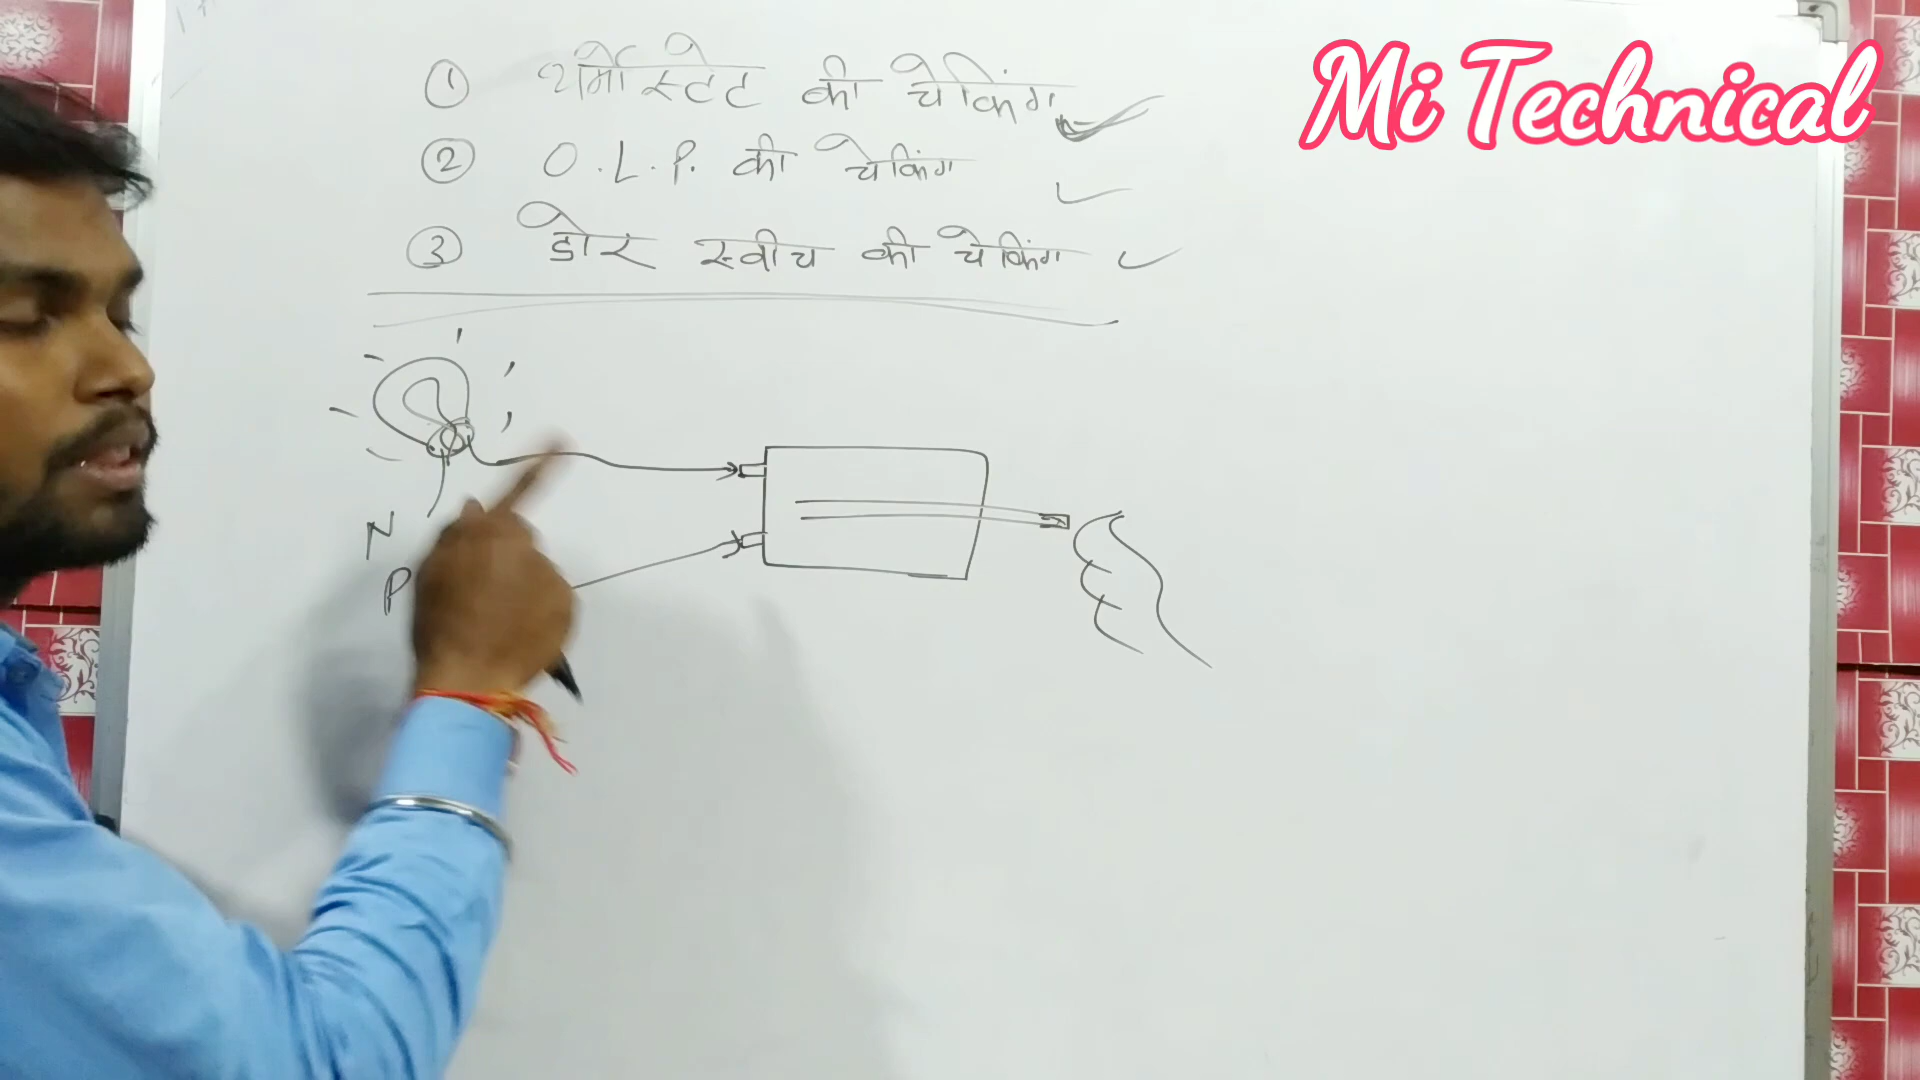 Mi Technical
① थर्मोस्टेट की चेकिंग
② O.L.P. की चेकिंग
③ डोर स्वीच की चेकिंग
N
P